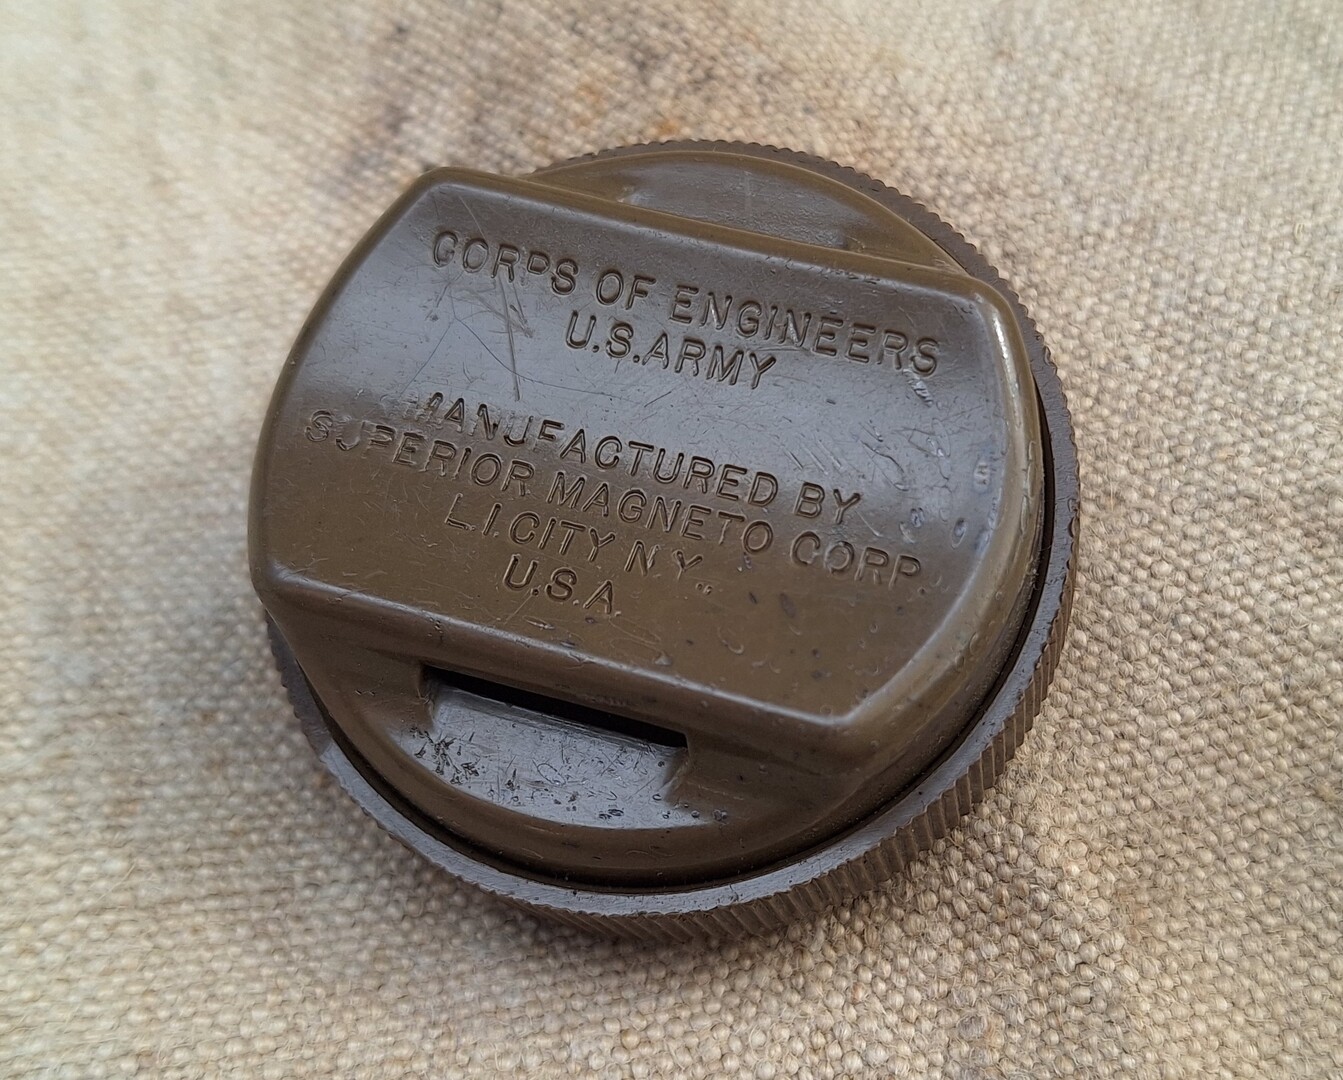 CORPS OF ENGINEERS
U.S.ARMY
MANUFACTURED BY
SUPERIOR MAGNETO CORP.
L.I.CITY N.Y.
U.S.A